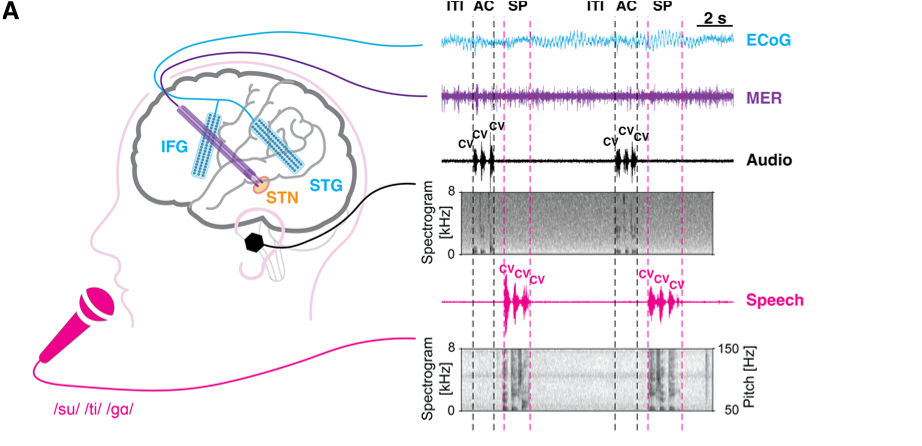 A
ITI AC SP ITI AC SP
2 s
ECoG
MER
IFG
STG
STN
CV CV CV CV CV CV
Audio
Spectrogram [kHz]
8
0
CV CV CV CV CV CV
Speech
Spectrogram [kHz]
8
0
150
50
Pitch [Hz]
/su/ /ti/ /gɑ/